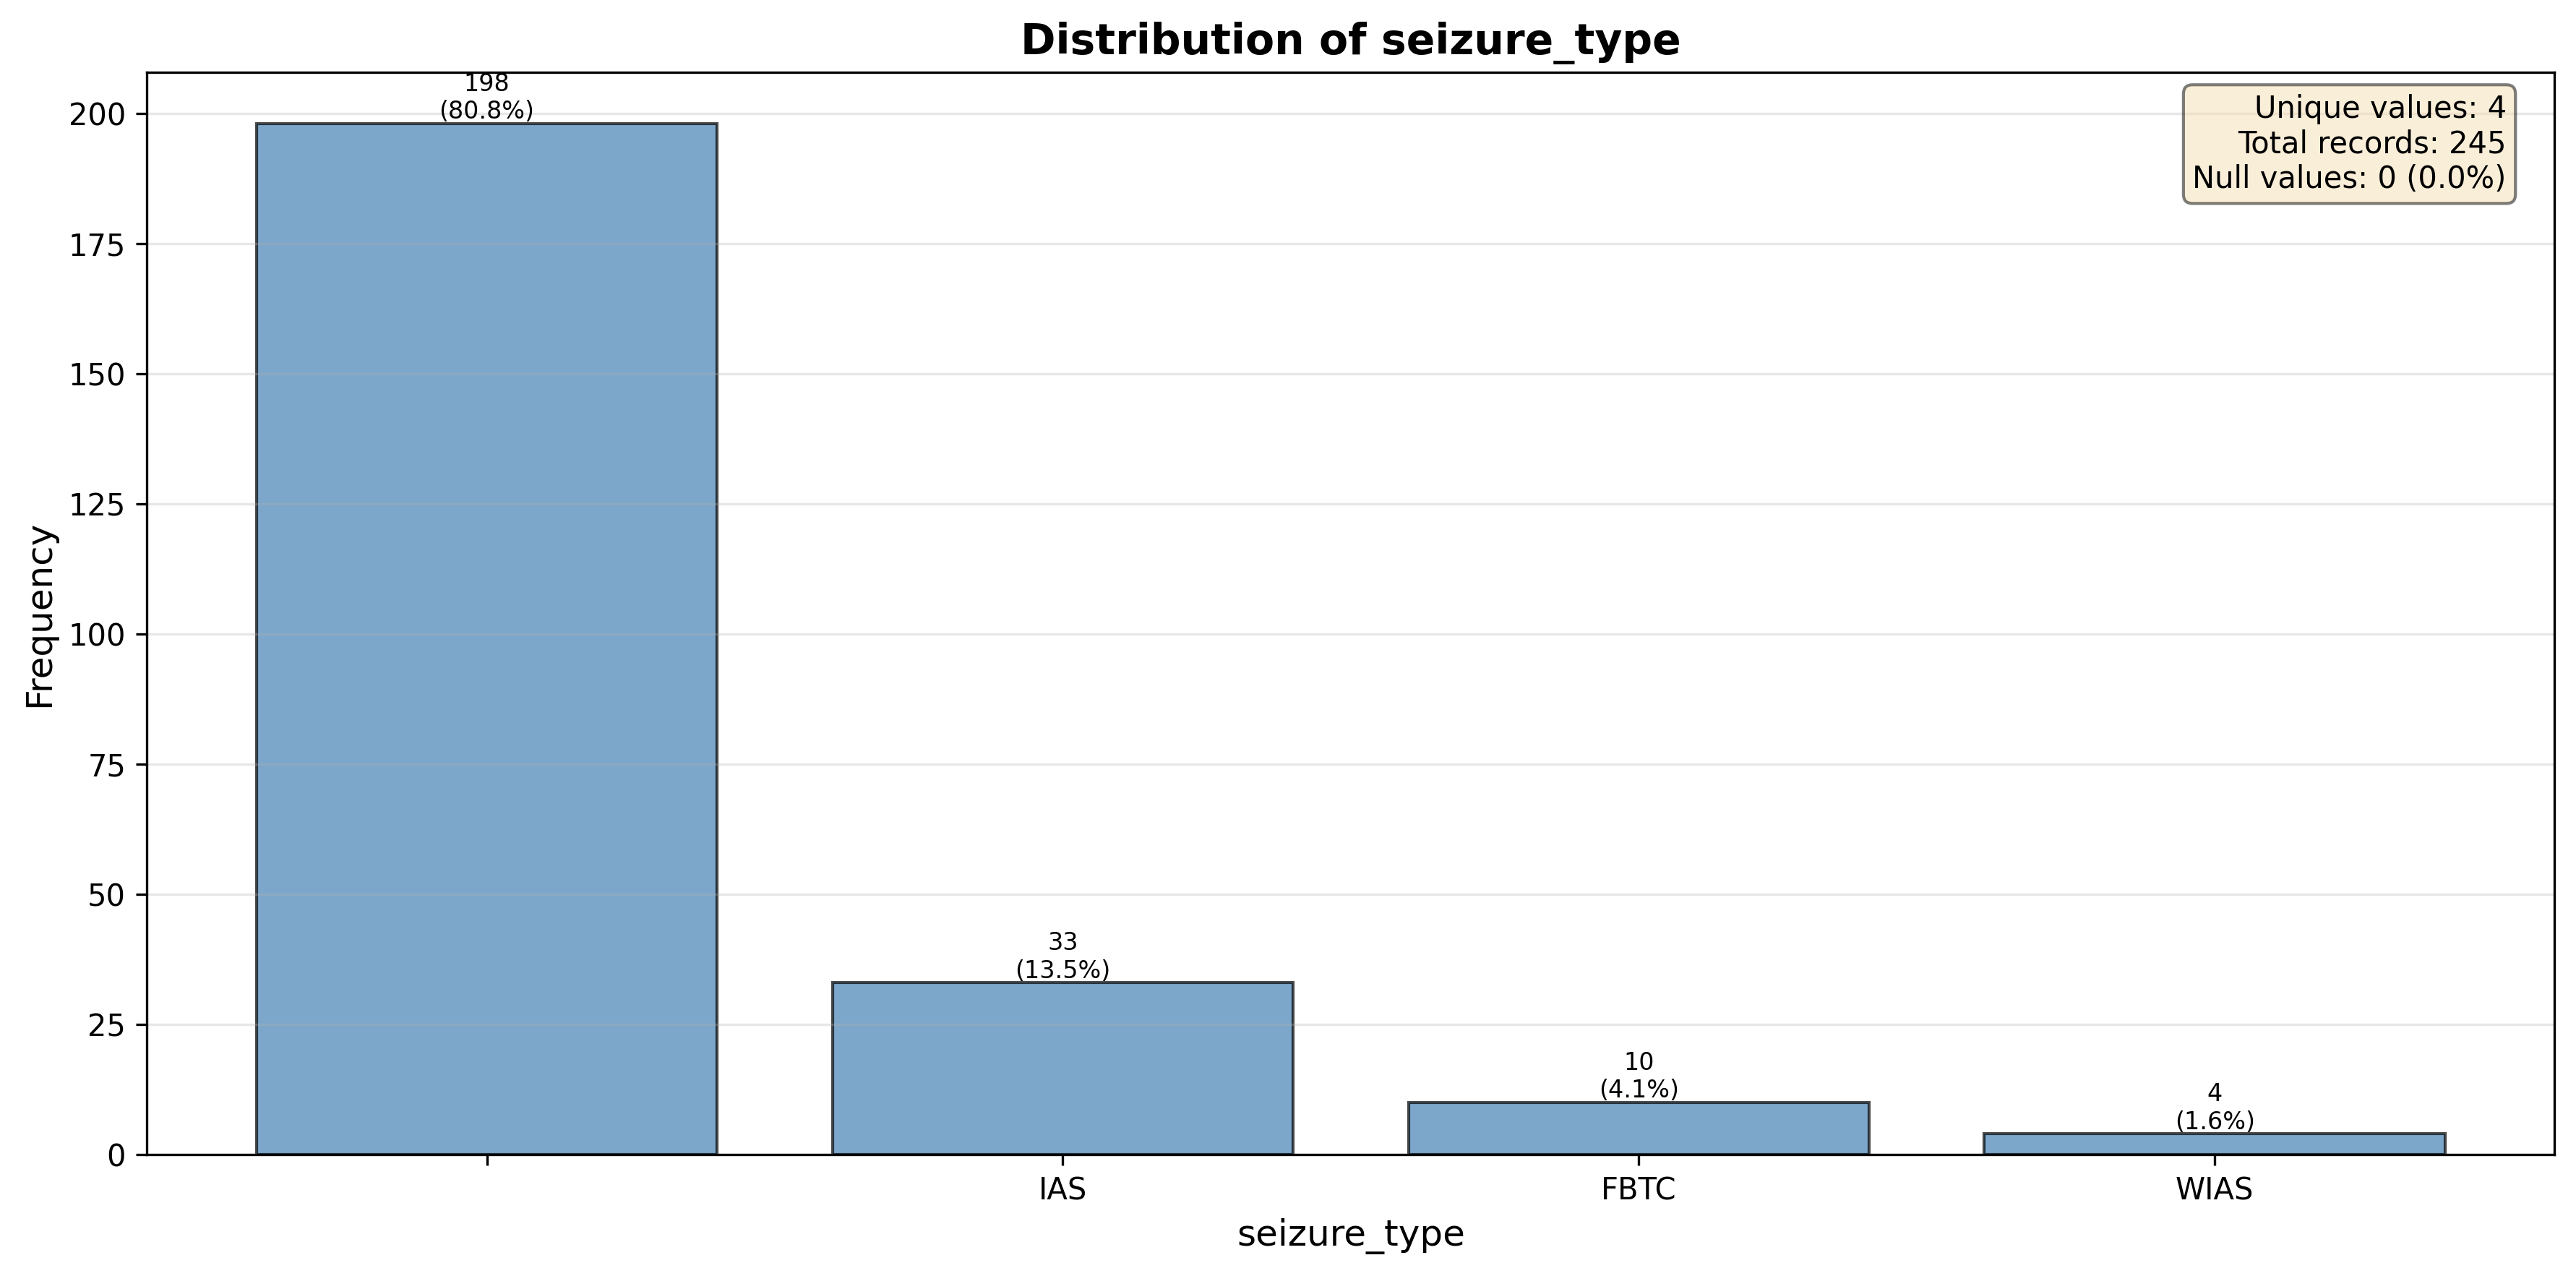 Distribution of seizure_type
198
(80.8%)
Unique values: 4
Total records: 245
Null values: 0 (0.0%)
200
175
150
125
100
75
50
25
0
Frequency
33
(13.5%)
10
(4.1%)
4
(1.6%)
IAS
FBTC
WIAS
seizure_type